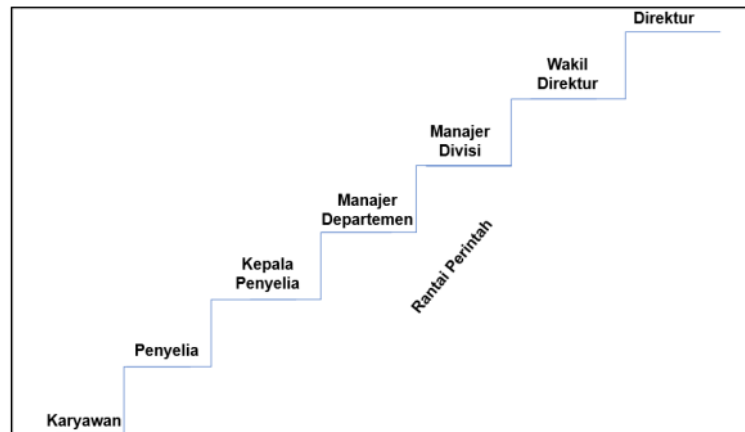 Direktur
Wakil
Direktur
Manajer
Divisi
Manajer
Departemen
Rantai Perintah
Kepala
Penyelia
Penyelia
Karyawan